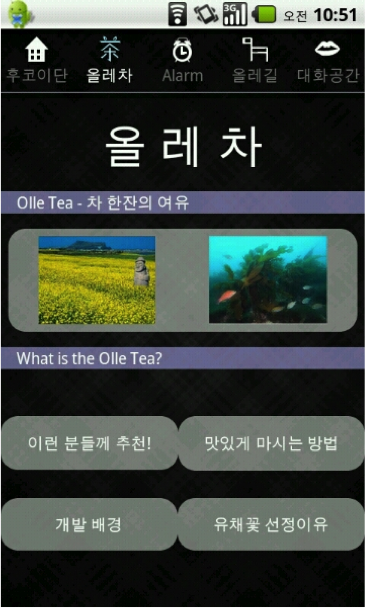 3G 오전 10:51
茶
후코이단 올레차 Alarm 올레길 대화공간
올 레 차
Olle Tea - 차 한잔의 여유
What is the Olle Tea?
이런 분들께 추천! 맛있게 마시는 방법
개발 배경 유채꽃 선정이유